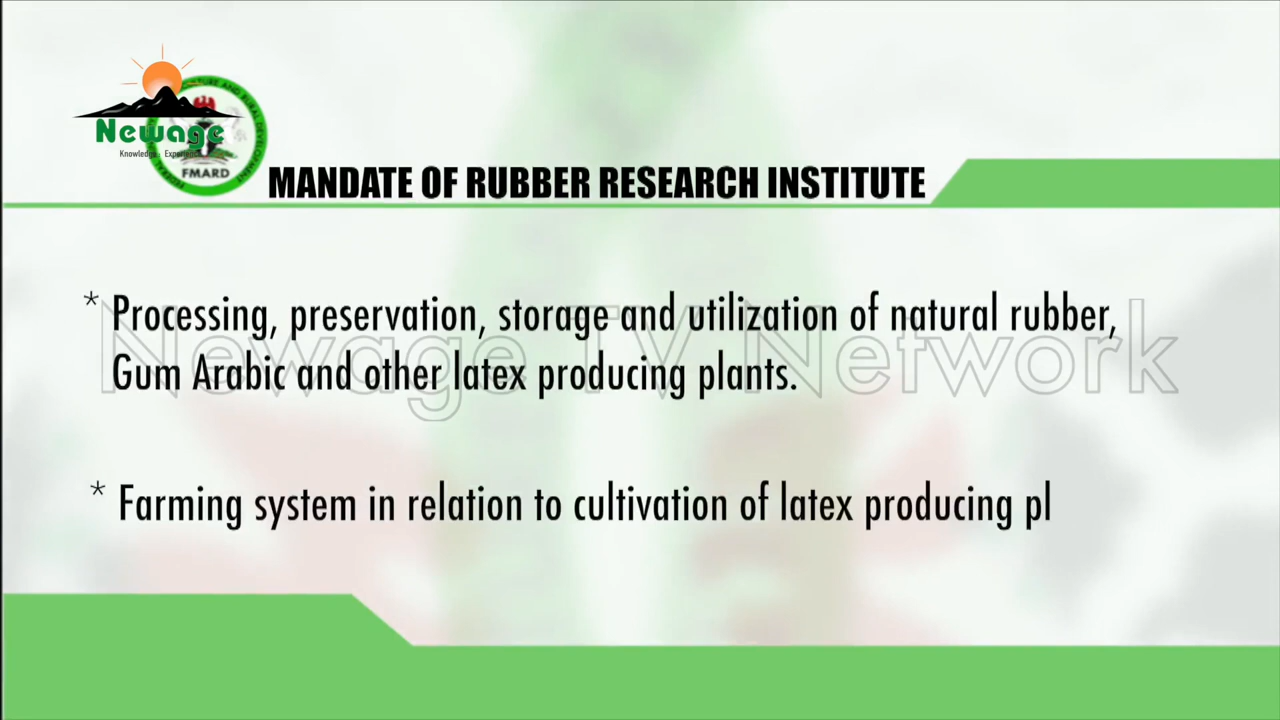 Newage
Knowledge
FMARD
MANDATE OF RUBBER RESEARCH INSTITUTE
* Processing, preservation, storage and utilization of natural rubber,
Gum Arabic and other latex producing plants.
Newage TV Network
* Farming system in relation to cultivation of latex producing pl